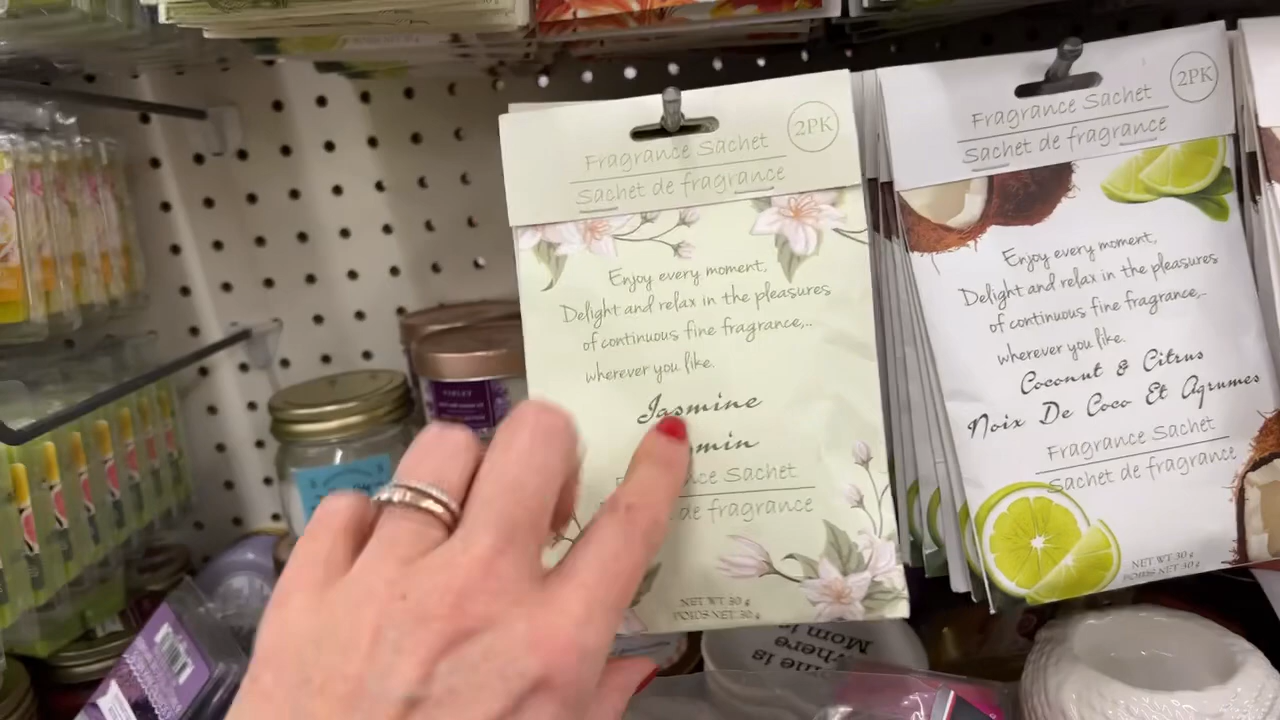 Fragrance Sachet
2PK
Sachet de fragrance
Enjoy every moment,
Delight and relax in the pleasures
of continuous fine fragrance,..
wherever you like.
Jasmine
Sachet
de fragrance
NET WT 30 g
POIDS NET 30 g
Fragrance Sachet
2PK
Sachet de fragrance
Enjoy every moment,
Delight and relax in the pleasures
of continuous fine fragrance,..
wherever you like.
Coconut & Citrus
Noix De Coco Et Agrumes
Fragrance Sachet
Sachet de fragrance
NET WT 30 g
POIDS NET 30 g
Mom is
where